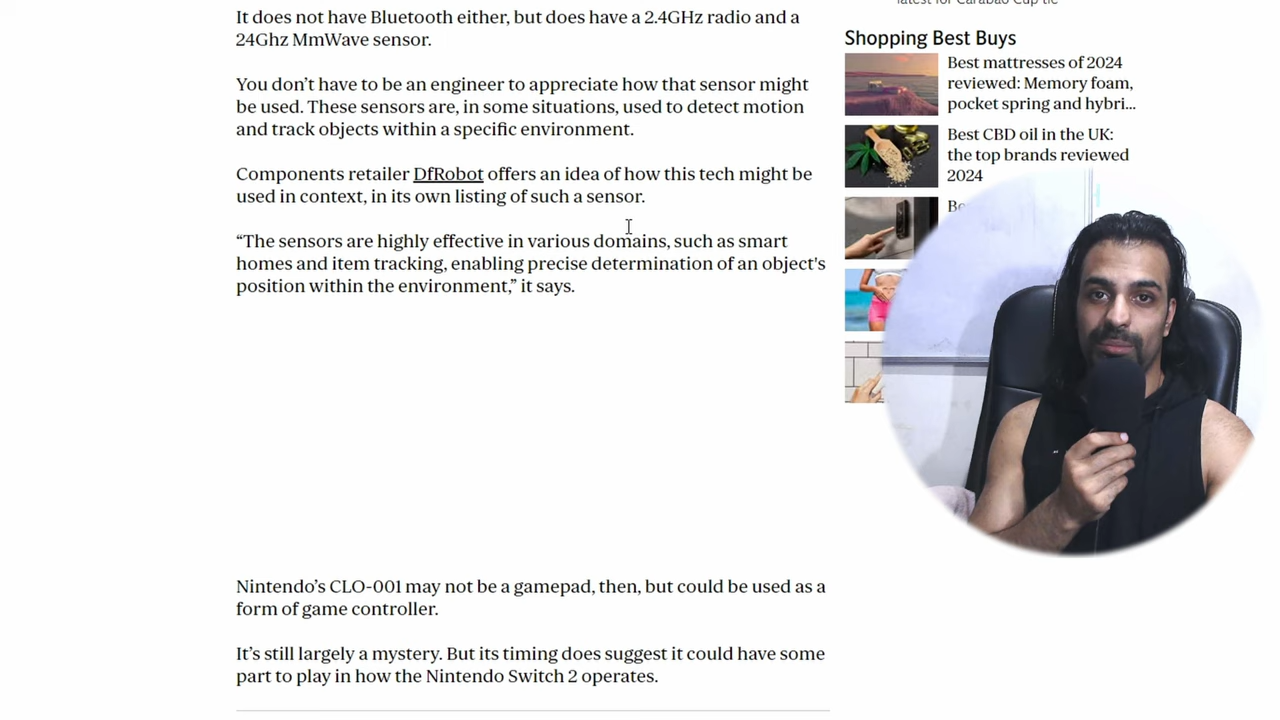 It does not have Bluetooth either, but does have a 2.4GHz radio and a
24Ghz MmWave sensor.
You don’t have to be an engineer to appreciate how that sensor might
be used. These sensors are, in some situations, used to detect motion
and track objects within a specific environment.
Components retailer DfRobot offers an idea of how this tech might be
used in context, in its own listing of such a sensor.
“The sensors are highly effective in various domains, such as smart
homes and item tracking, enabling precise determination of an object's
position within the environment,” it says.
Nintendo’s CLO-001 may not be a gamepad, then, but could be used as a
form of game controller.
It’s still largely a mystery. But its timing does suggest it could have some
part to play in how the Nintendo Switch 2 operates.
latest for Carabao Cup tie
Shopping Best Buys
Best mattresses of 2024
reviewed: Memory foam,
pocket spring and hybri...
Best CBD oil in the UK:
the top brands reviewed
2024